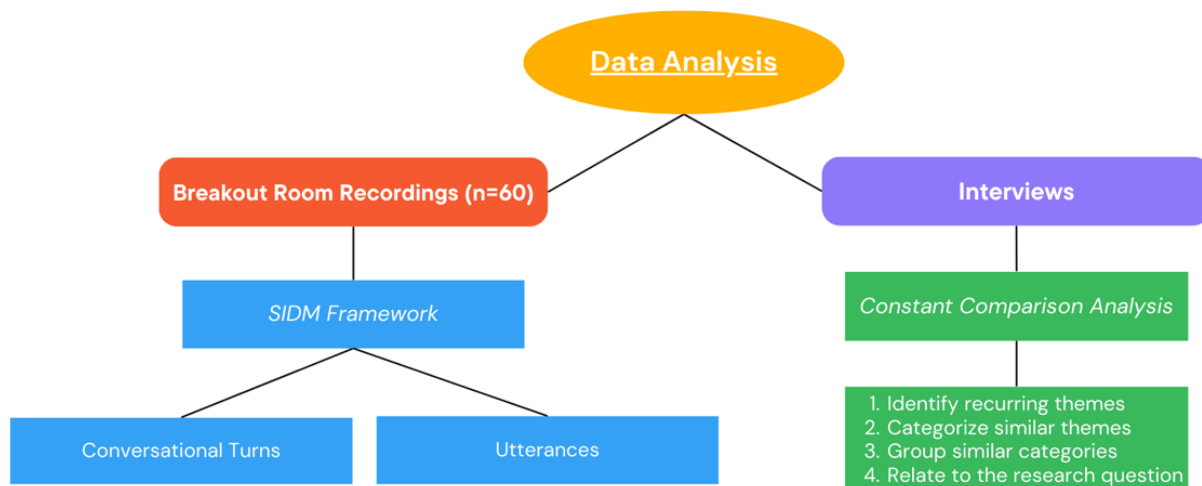 Data Analysis
Breakout Room Recordings (n=60)
Interviews
SIDM Framework
Constant Comparison Analysis
Conversational Turns
Utterances
1. Identify recurring themes
2. Categorize similar themes
3. Group similar categories
4. Relate to the research question